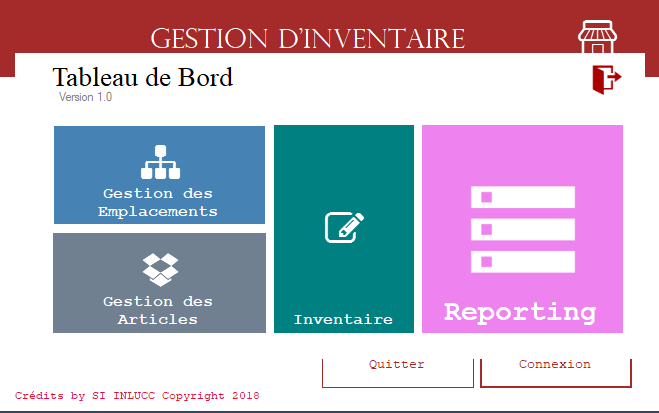 GESTION D'INVENTAIRE
Tableau de Bord
Version 1.0
Gestion des
Emplacements
Gestion des
Articles
Inventaire
Reporting
Quitter
Connexion
Crédits by SI INLUCC Copyright 2018